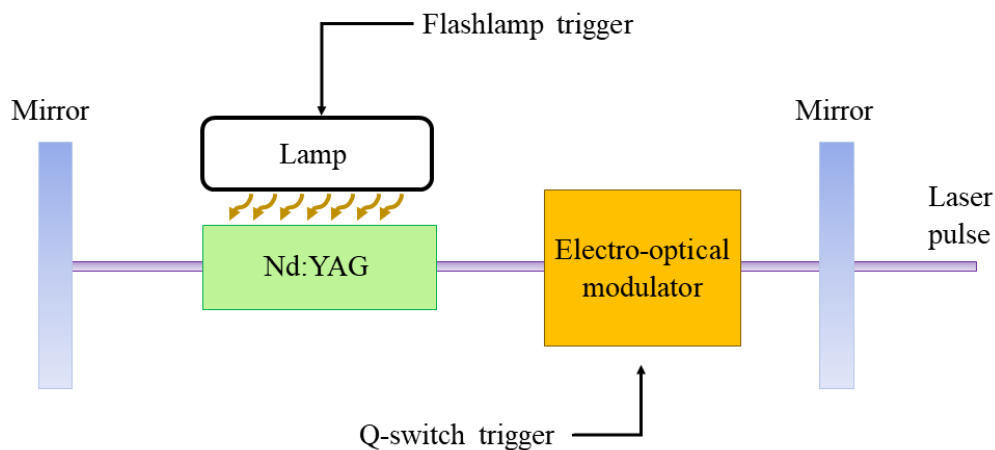 Flashlamp trigger
Mirror
Mirror
Lamp
Laser
pulse
Nd:YAG
Electro-optical
modulator
Q-switch trigger